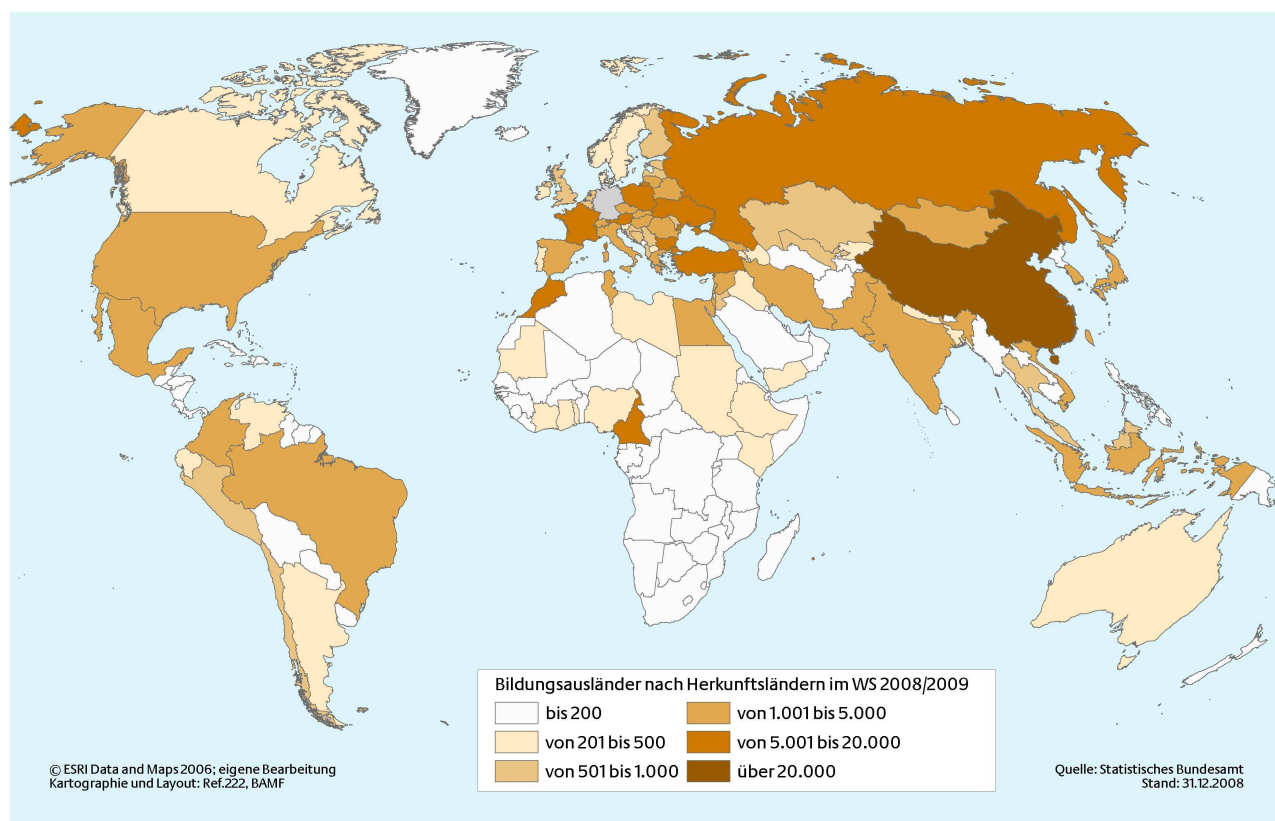 Bildungsausländer nach Herkunftsländern im WS 2008/2009
bis 200
von 1.001 bis 5.000
von 201 bis 500
von 5.001 bis 20.000
von 501 bis 1.000
über 20.000
© ESRI Data and Maps 2006; eigene Bearbeitung
Kartographie und Layout: Ref.222, BAMF
Quelle: Statistisches Bundesamt
Stand: 31.12.2008